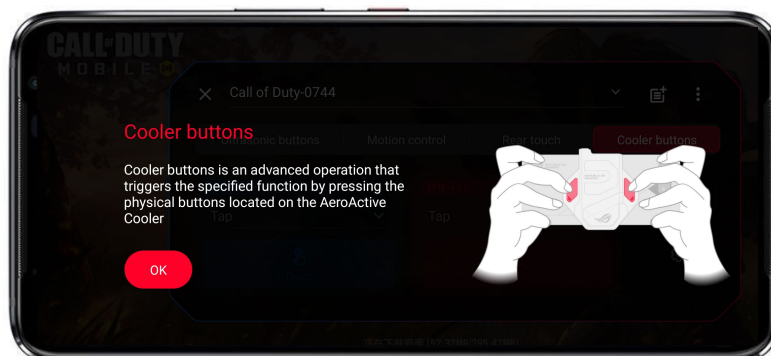 CALL OF DUTY
MOBILE
Call of Duty-0744
Cooler buttons
Ultrasonic buttons
Motion control
Rear touch
Cooler buttons
Cooler buttons is an advanced operation that
triggers the specified function by pressing the
physical buttons located on the AeroActive
Cooler
Tap
Tap
OK